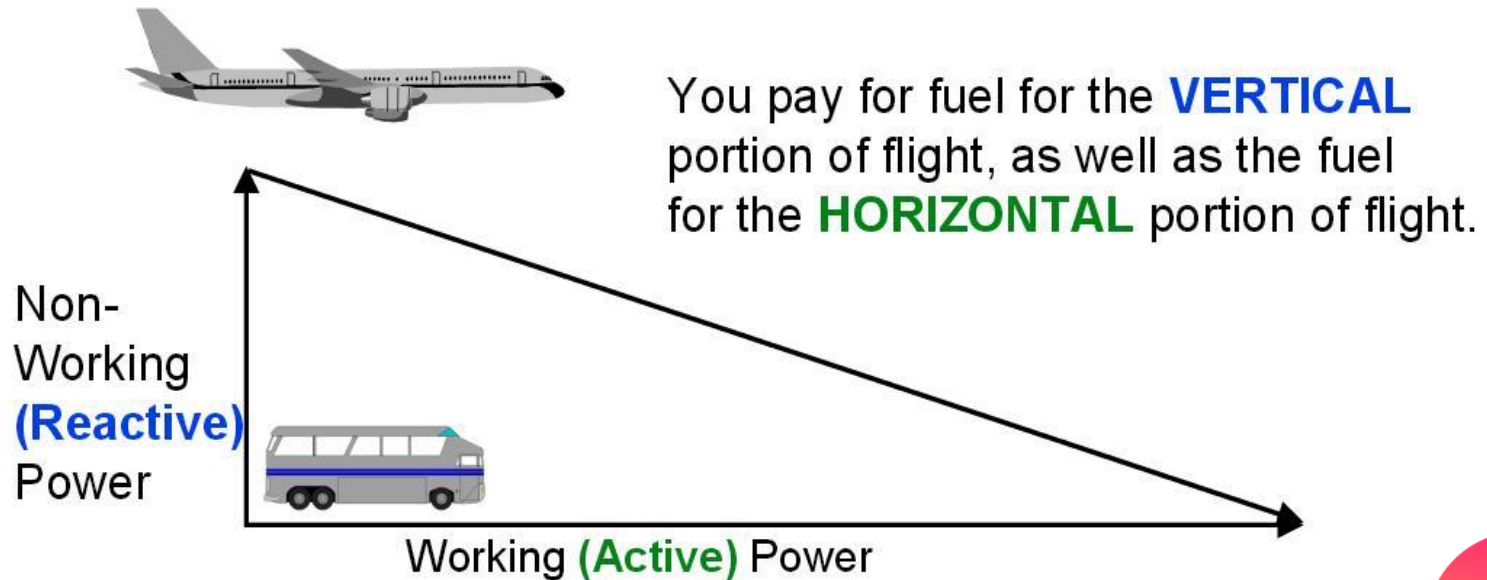 You pay for fuel for the VERTICAL
portion of flight, as well as the fuel
for the HORIZONTAL portion of flight.
Non-
Working
(Reactive)
Power
Working (Active) Power